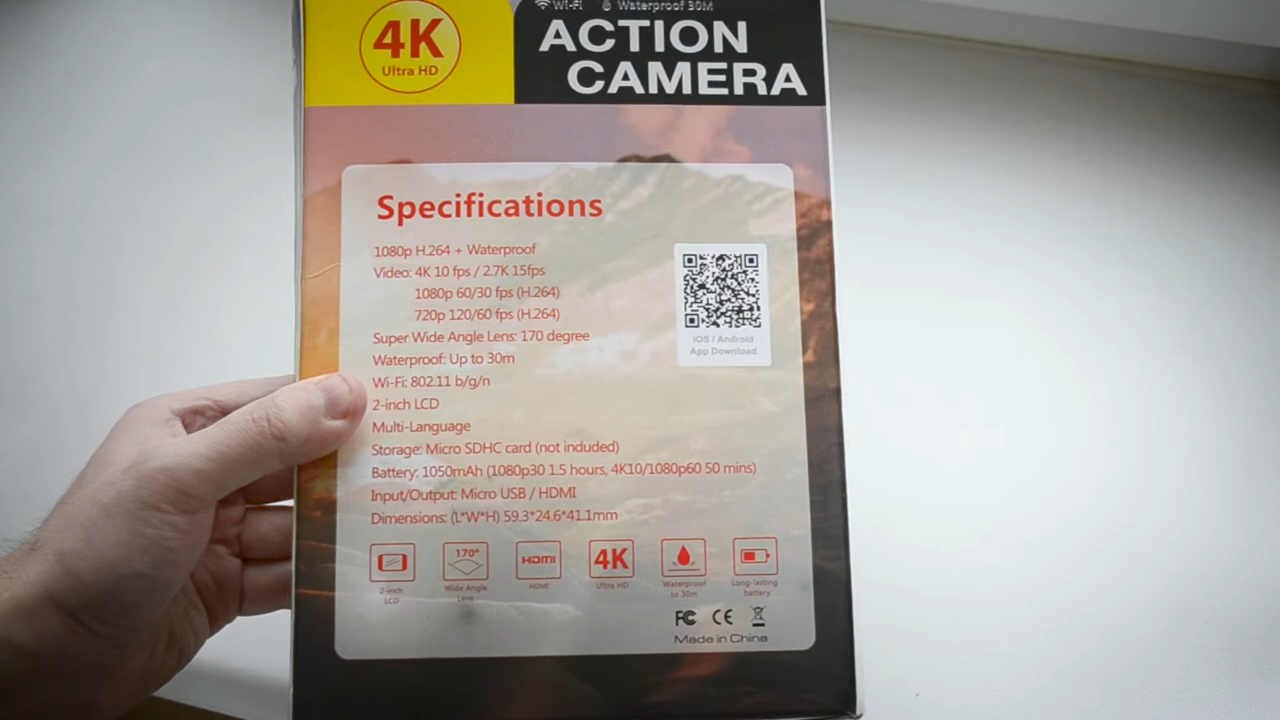 WI-FI Waterproof 30M
4K
Ultra HD
ACTION
CAMERA
Specifications
1080p H.264 + Waterproof
Video: 4K 10 fps / 2.7K 15fps
1080p 60/30 fps (H.264)
720p 120/60 fps (H.264)
Super Wide Angle Lens: 170 degree
Waterproof: Up to 30m
Wi-Fi: 802.11 b/g/n
2-inch LCD
Multi-Language
Storage: Micro SDHC card (not induded)
Battery: 1050mAh (1080p30 1.5 hours, 4K10/1080p60 50 mins)
Input/Output: Micro USB / HDMI
Dimensions: (L*W*H) 59.3*24.6*41.1mm
iOS / Android
App Download
2-inch
LCD
170°
Wide Angle
Lens
HDMI
HDMI
4K
Ultra HD
Waterproof
to 30m
Long-lasting
battery
FC CE
Made in China